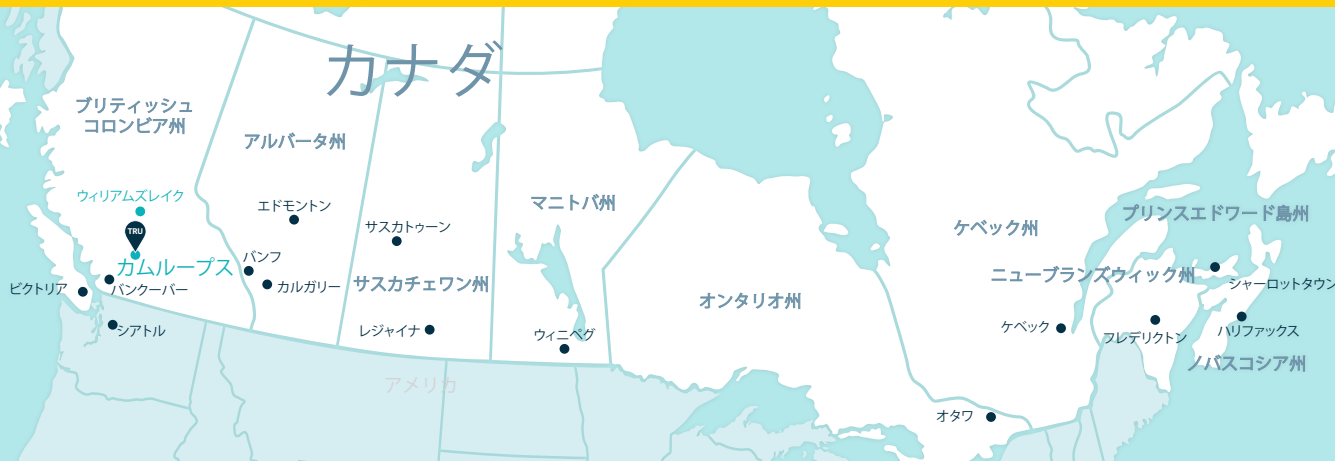 カナダ
ブリティッシュ
コロンビア州
アルバータ州
ウィリアムズレイク
TRU
カムループス
エドモントン
サスカトゥーン
マニトバ州
ケベック州
プリンスエドワード島州
バンフ
カルガリー
サスカチェワン州
オンタリオ州
ニューブランズウィック州
シャーロットタウン
ビクトリア
バンクーバー
シアトル
レジャイナ
ウィニペグ
ケベック
フレデリクトン
ハリファックス
ノバスコシア州
アメリカ
オタワ